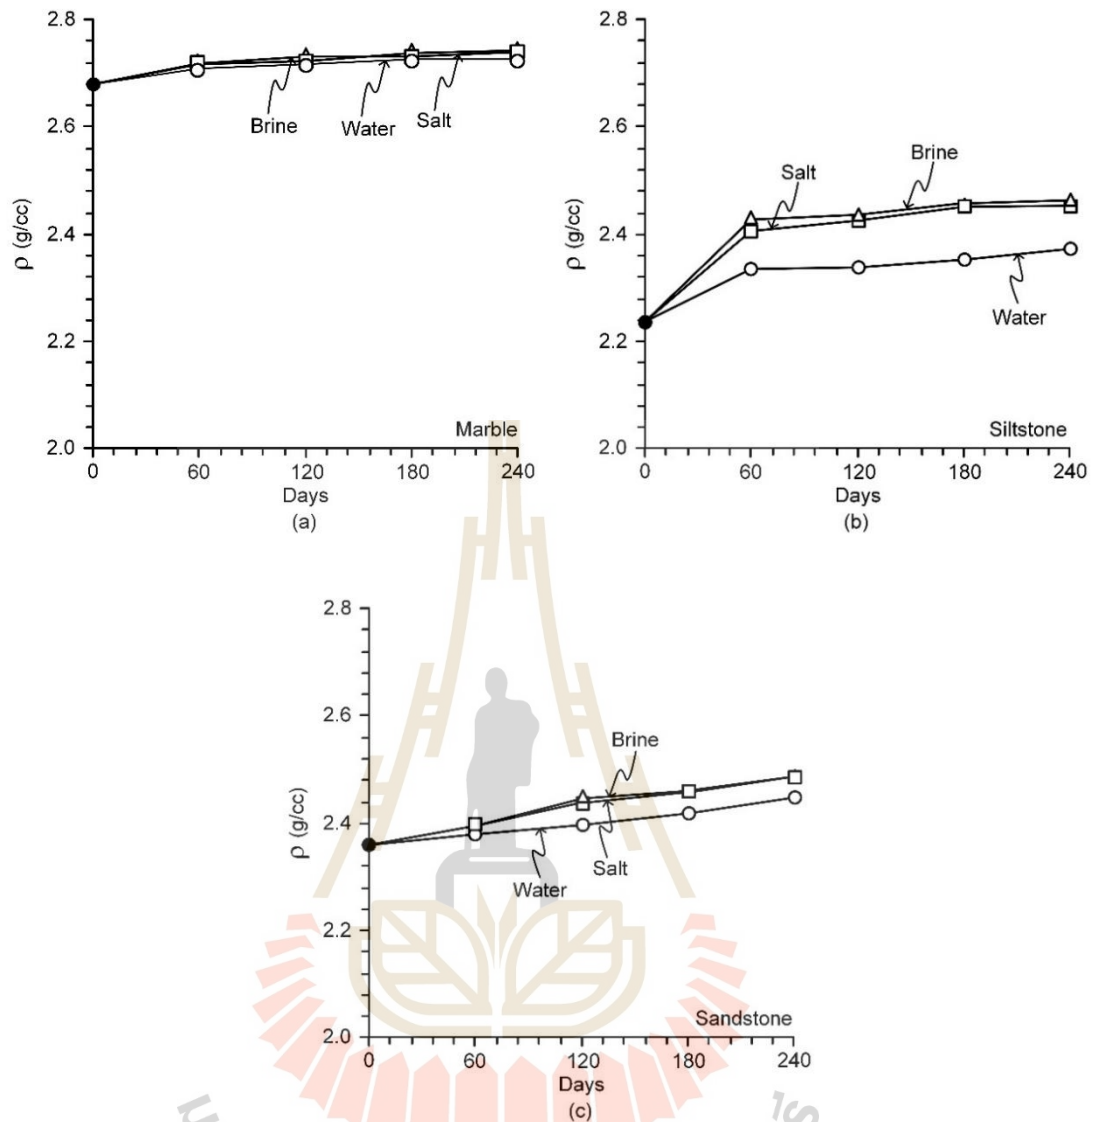 2.8
2.6
2.4
2.2
2.0
ρ (g/cc)
Brine
Water
Salt
Marble
0 60 120 180 240
Days
(a)
2.8
2.6
2.4
2.2
2.0
ρ (g/cc)
Salt
Brine
Water
Siltstone
0 60 120 180 240
Days
(b)
2.8
2.6
2.4
2.2
2.0
ρ (g/cc)
Brine
Salt
Water
Sandstone
0 60 120 180 240
Days
(c)